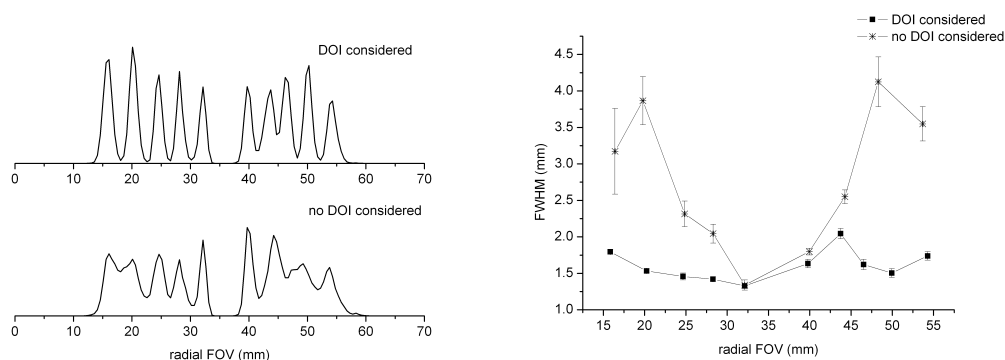 DOI considered
0 10 20 30 40 50 60 70
no DOI considered
0 10 20 30 40 50 60 70
radial FOV (mm)
DOI considered
no DOI considered
4.5
4.0
3.5
3.0
2.5
2.0
1.5
1.0
FWHM (mm)
15 20 25 30 35 40 45 50 55
radial FOV (mm)